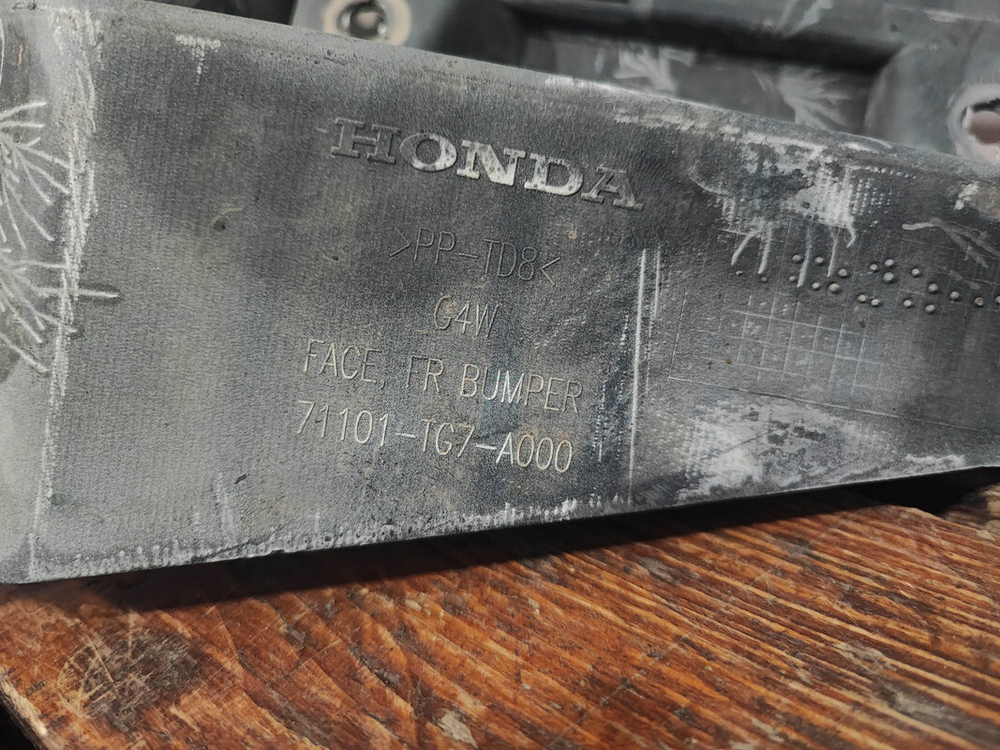 HONDA
>PP-TD8<
G4W
FACE, FR BUMPER
71101-TG7-A000